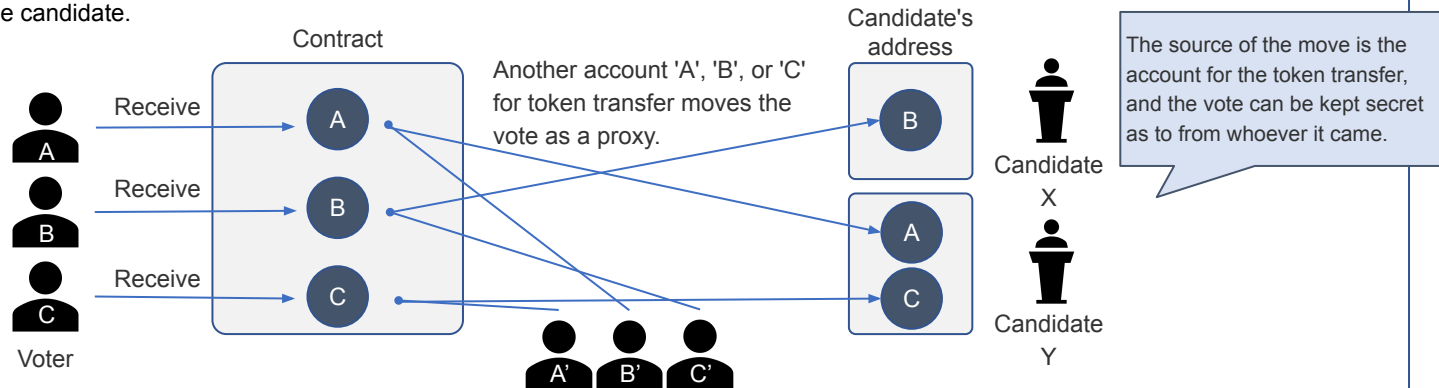 e candidate.
Contract
Candidate's
address
Another account 'A', 'B', or 'C'
for token transfer moves the
vote as a proxy.
The source of the move is the
account for the token transfer,
and the vote can be kept secret
as to from whoever it came.
Receive
A
A
B
Candidate
X
Receive
B
B
A
Receive
C
C
C
Candidate
Y
Voter
A’
B’
C’